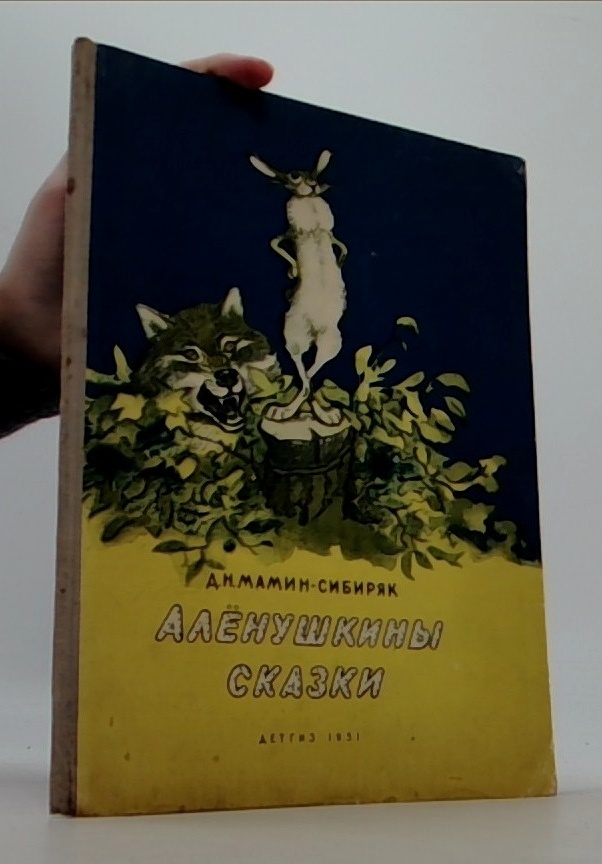 Д.Н.МАМИН-СИБИРЯК
АЛЁНУШКИНЫ
СКАЗКИ
ДЕТГИЗ 1951